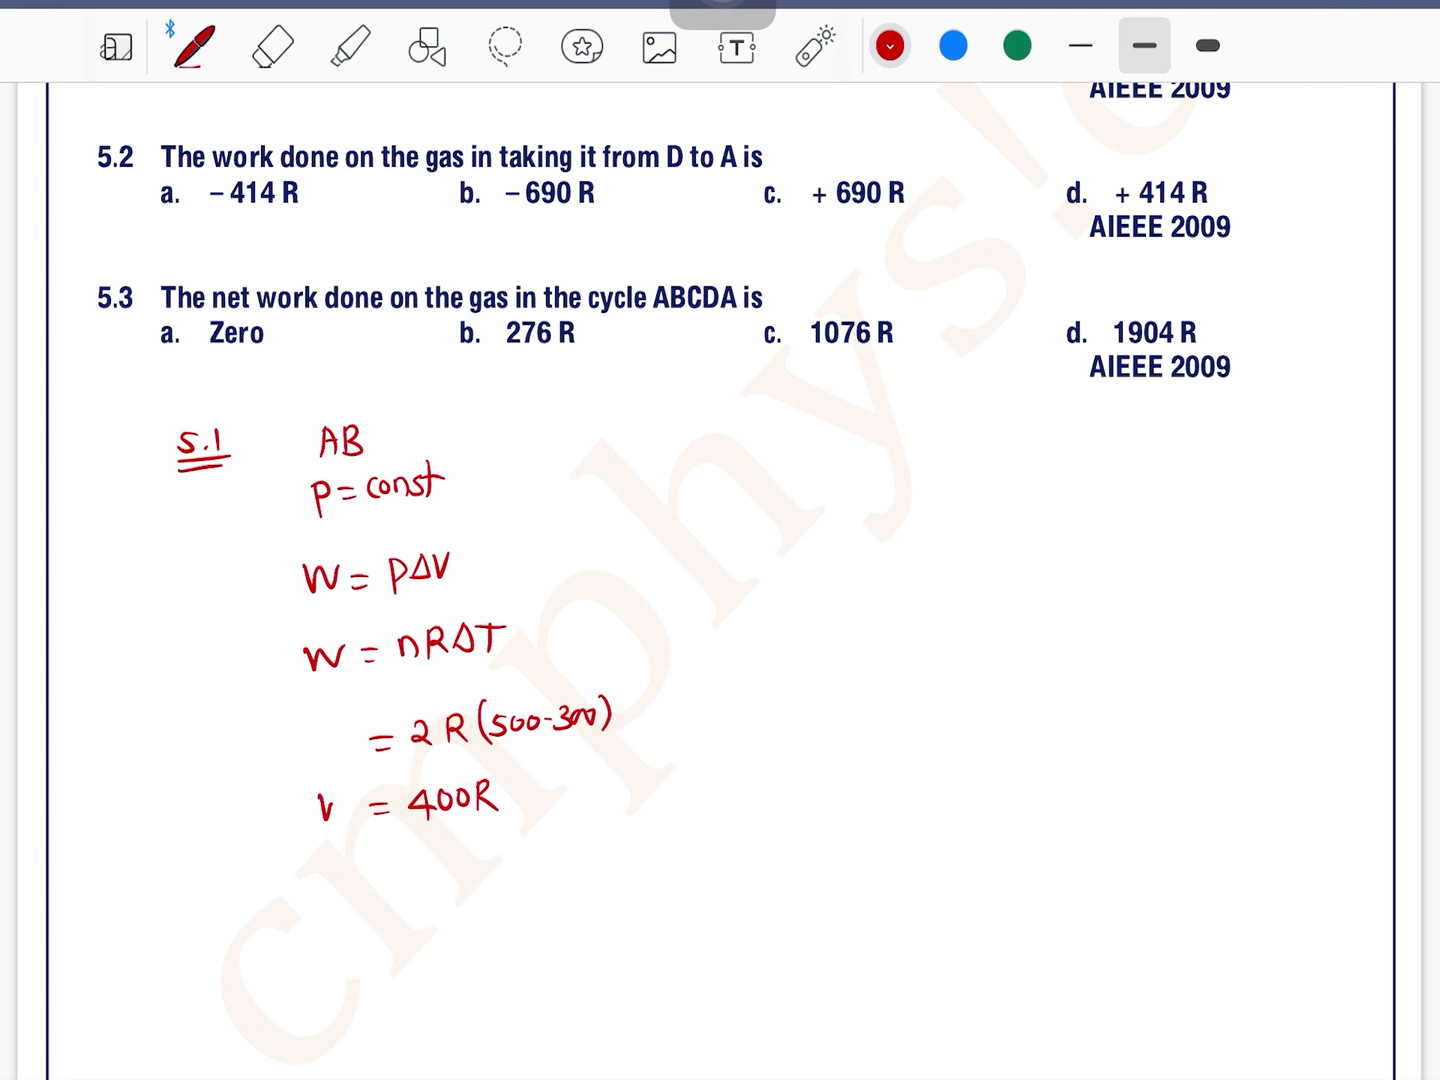 AIEEE 2009
5.2 The work done on the gas in taking it from D to A is
a. – 414 R b. – 690 R c. + 690 R d. + 414 R
AIEEE 2009
5.3 The net work done on the gas in the cycle ABCDA is
a. Zero b. 276 R c. 1076 R d. 1904 R
AIEEE 2009
5.1 AB
P = const
W = PΔV
W = nRΔT
= 2 R (500-300)
= 400R
cmphys!e
T